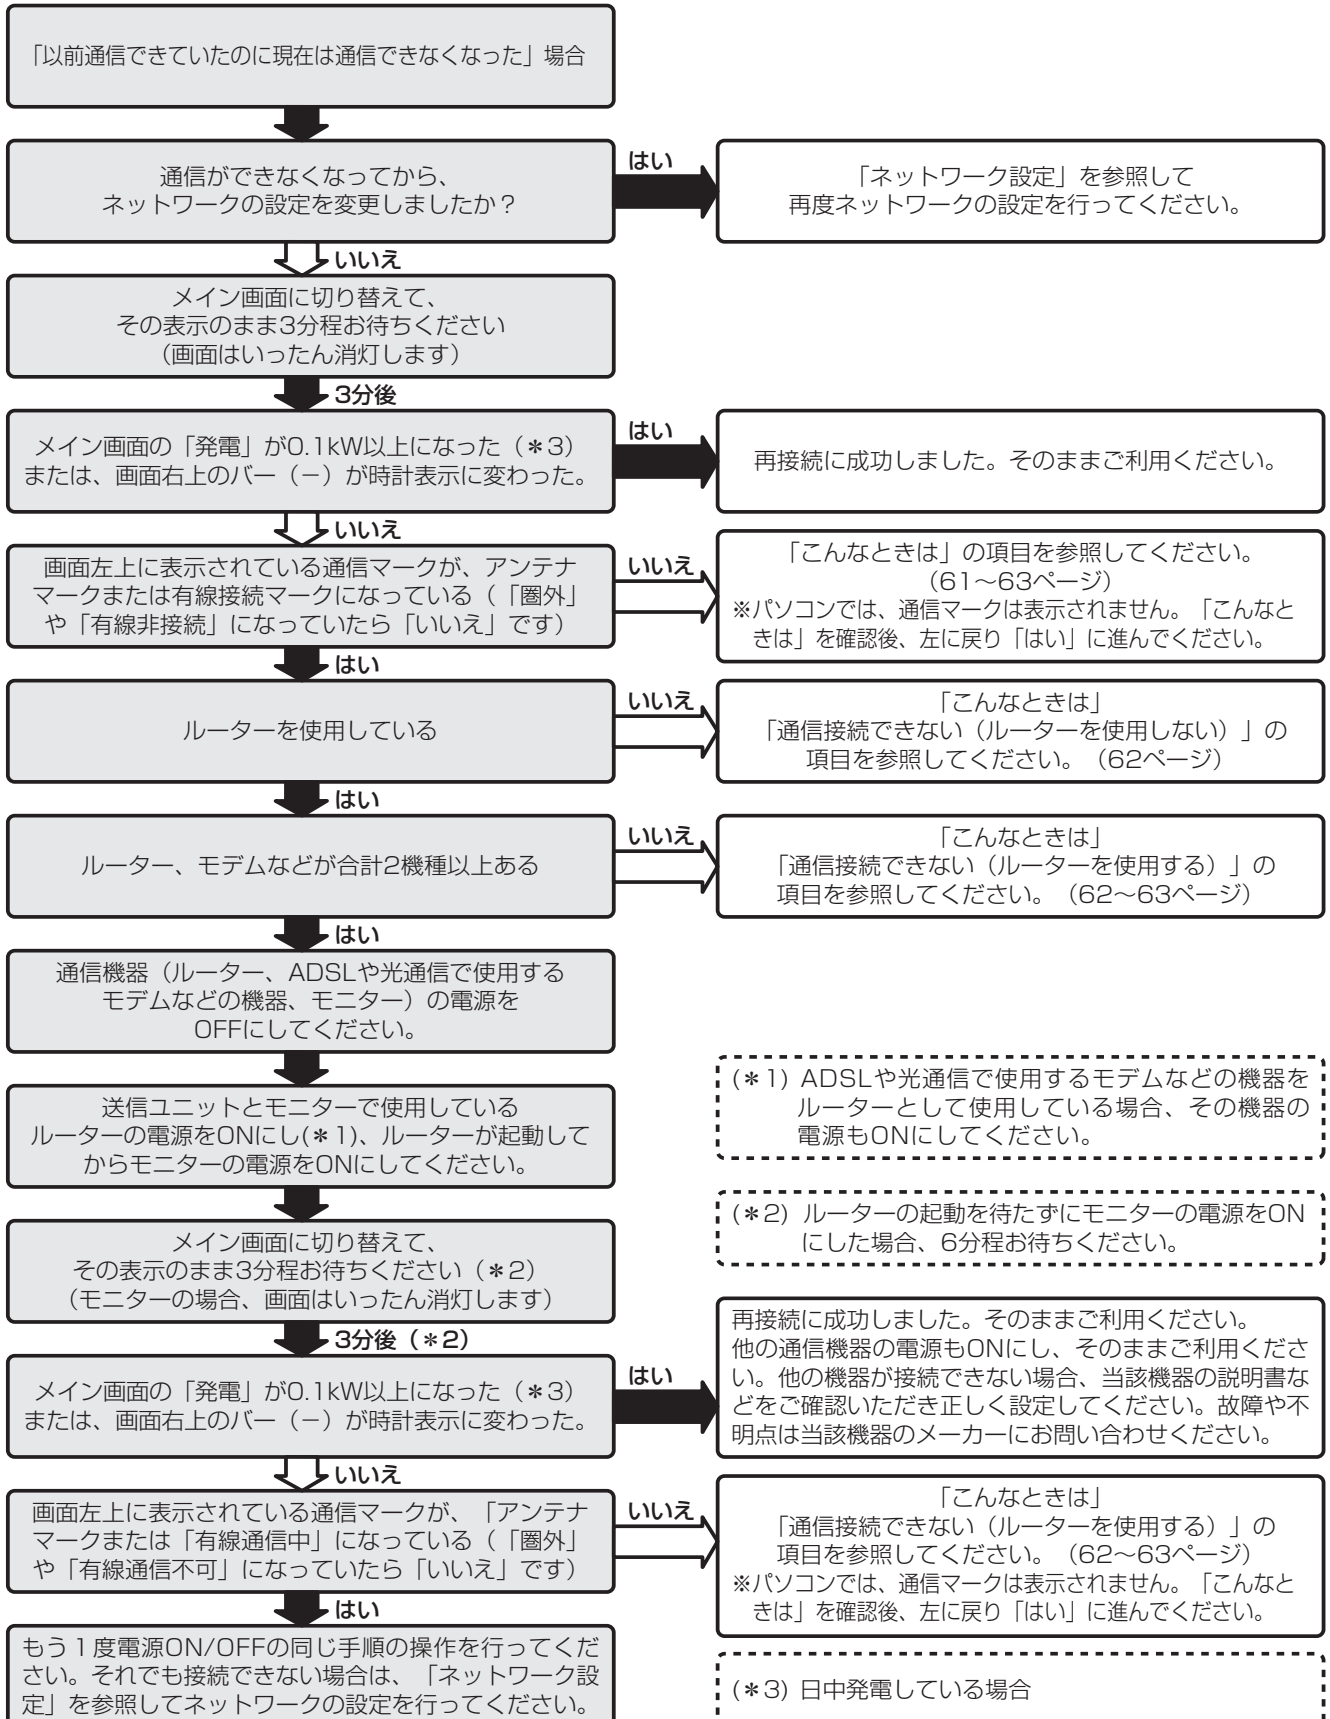 「以前通信できていたのに現在は通信できなくなった」場合
通信ができなくなってから、
ネットワークの設定を変更しましたか？
はい
「ネットワーク設定」を参照して
再度ネットワークの設定を行ってください。
いいえ
メイン画面に切り替えて、
その表示のまま3分程お待ちください
（画面はいったん消灯します）
3分後
メイン画面の「発電」が0.1kW以上になった（＊3）
または、画面右上のバー（－）が時計表示に変わった。
はい
再接続に成功しました。そのままご利用ください。
いいえ
画面左上に表示されている通信マークが、アンテナ
マークまたは有線接続マークになっている（「圏外」
や「有線非接続」になっていたら「いいえ」です）
いいえ
「こんなときは」の項目を参照してください。
（61～63ページ）
※パソコンでは、通信マークは表示されません。「こんなと
きは」を確認後、左に戻り「はい」に進んでください。
はい
ルーターを使用している
いいえ
「こんなときは」
「通信接続できない（ルーターを使用しない）」の
項目を参照してください。（62ページ）
はい
ルーター、モデムなどが合計2機種以上ある
いいえ
「こんなときは」
「通信接続できない（ルーターを使用する）」の
項目を参照してください。（62～63ページ）
はい
通信機器（ルーター、ADSLや光通信で使用する
モデムなどの機器、モニター）の電源を
OFFにしてください。
送信ユニットとモニターで使用している
ルーターの電源をONにし(＊1)、ルーターが起動して
からモニターの電源をONにしてください。
(＊1) ADSLや光通信で使用するモデムなどの機器を
ルーターとして使用している場合、その機器の
電源もONにしてください。
(＊2) ルーターの起動を待たずにモニターの電源をON
にした場合、6分程お待ちください。
メイン画面に切り替えて、
その表示のまま3分程お待ちください（＊2）
（モニターの場合、画面はいったん消灯します）
3分後（＊2）
メイン画面の「発電」が0.1kW以上になった（＊3）
または、画面右上のバー（－）が時計表示に変わった。
はい
再接続に成功しました。そのままご利用ください。
他の通信機器の電源もONにし、そのままご利用くださ
い。他の機器が接続できない場合、当該機器の説明書な
どをご確認いただき正しく設定してください。故障や不
明点は当該機器のメーカーにお問い合わせください。
いいえ
画面左上に表示されている通信マークが、「アンテナ
マークまたは「有線通信中」になっている（「圏外」
や「有線通信不可」になっていたら「いいえ」です）
いいえ
「こんなときは」
「通信接続できない（ルーターを使用する）」の
項目を参照してください。（62～63ページ）
※パソコンでは、通信マークは表示されません。「こんなと
きは」を確認後、左に戻り「はい」に進んでください。
はい
もう１度電源ON/OFFの同じ手順の操作を行ってくだ
さい。それでも接続できない場合は、「ネットワーク設
定」を参照してネットワークの設定を行ってください。
(＊3) 日中発電している場合